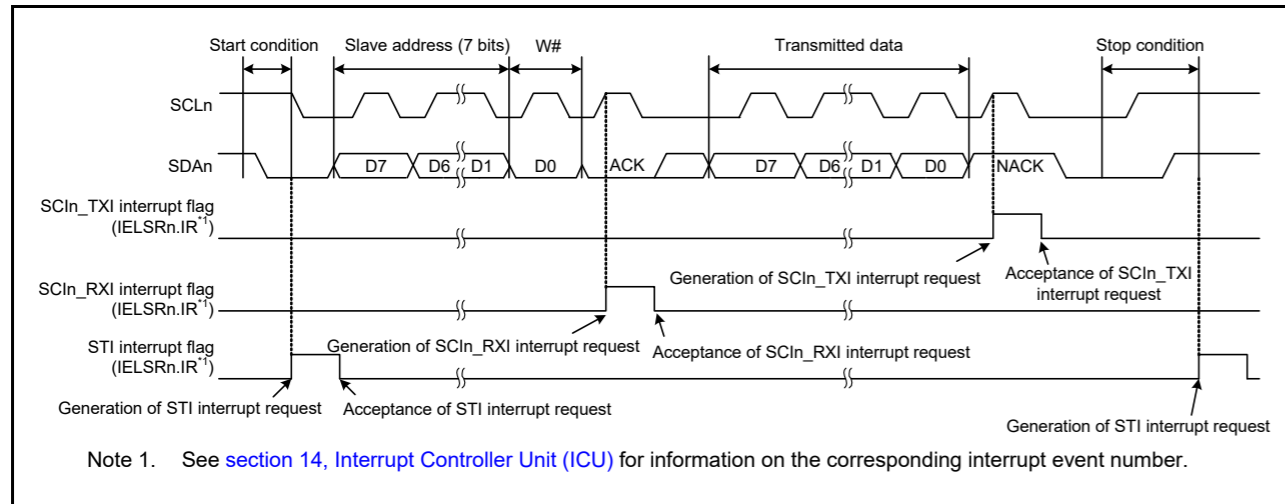 Start condition Slave address (7 bits) W# Transmitted data Stop condition
SCLn
SDAn D7 D6 D1 D0 ACK D7 D6 D1 D0 NACK
SCIn_TXI interrupt flag
(IELSRn.IR*1)
Generation of SCIn_TXI interrupt request
Acceptance of SCIn_TXI
interrupt request
SCIn_RXI interrupt flag
(IELSRn.IR*1)
Generation of SCIn_RXI interrupt request
Acceptance of SCIn_RXI interrupt request
STI interrupt flag
(IELSRn.IR*1)
Generation of STI interrupt request
Acceptance of STI interrupt request
Generation of STI interrupt request
Note 1. See section 14, Interrupt Controller Unit (ICU) for information on the corresponding interrupt event number.